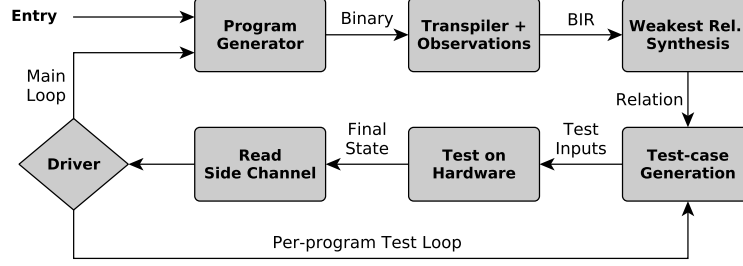 Entry
Program
Generator
Binary
Transpiler +
Observations
BIR
Weakest Rel.
Synthesis
Main
Loop
Relation
Driver
Read
Side Channel
Final
State
Test on
Hardware
Test
Inputs
Test-case
Generation
Per-program Test Loop